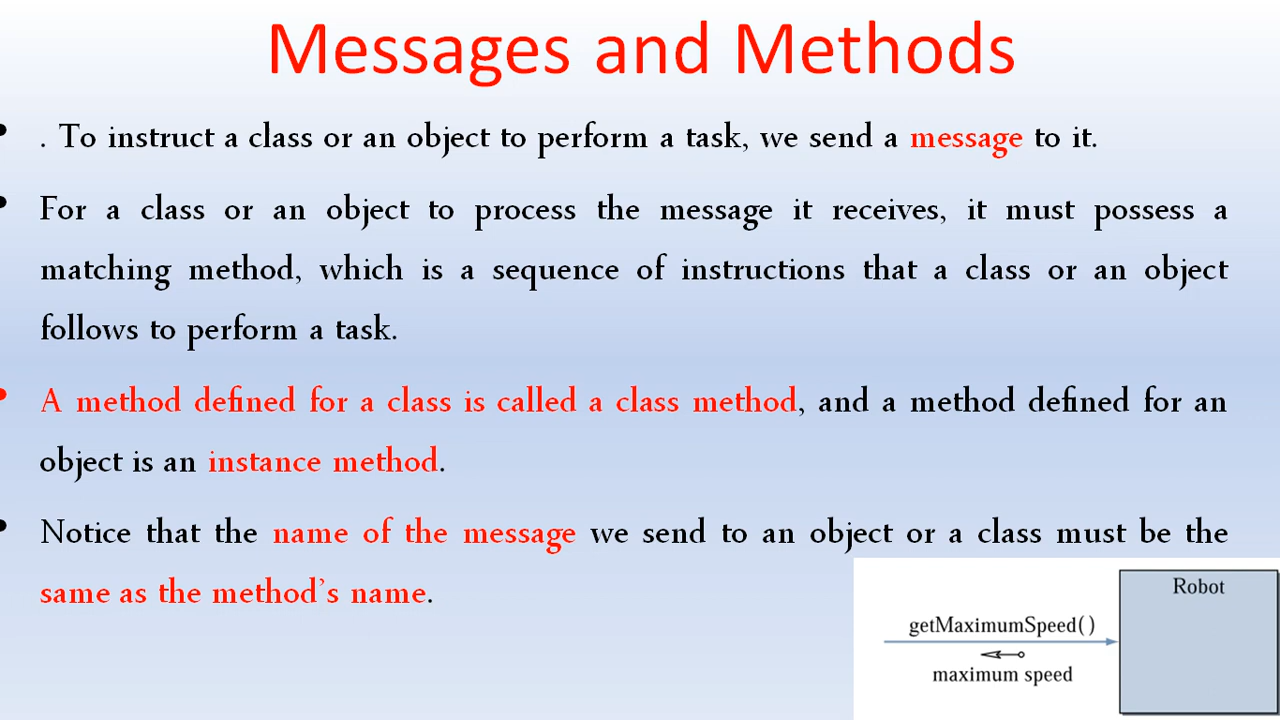 Messages and Methods
• . To instruct a class or an object to perform a task, we send a message to it.
• For a class or an object to process the message it receives, it must possess a
matching method, which is a sequence of instructions that a class or an object
follows to perform a task.
• A method defined for a class is called a class method, and a method defined for an
object is an instance method.
• Notice that the name of the message we send to an object or a class must be the
same as the method’s name.
Robot
getMaximumSpeed()
maximum speed